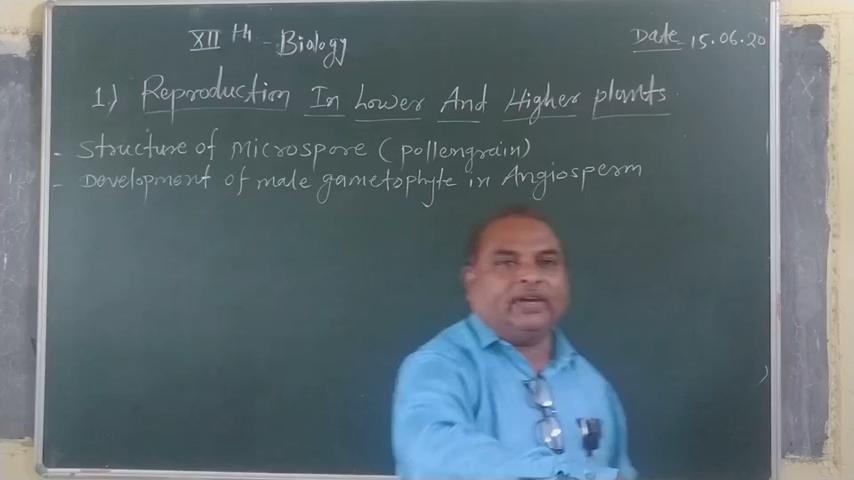 XII th - Biology
Date 15.06.20
1.) Reproduction In Lower And Higher plants
- Structure of Microspore (pollengrain)
- Development of male gametophyte in Angiosperm